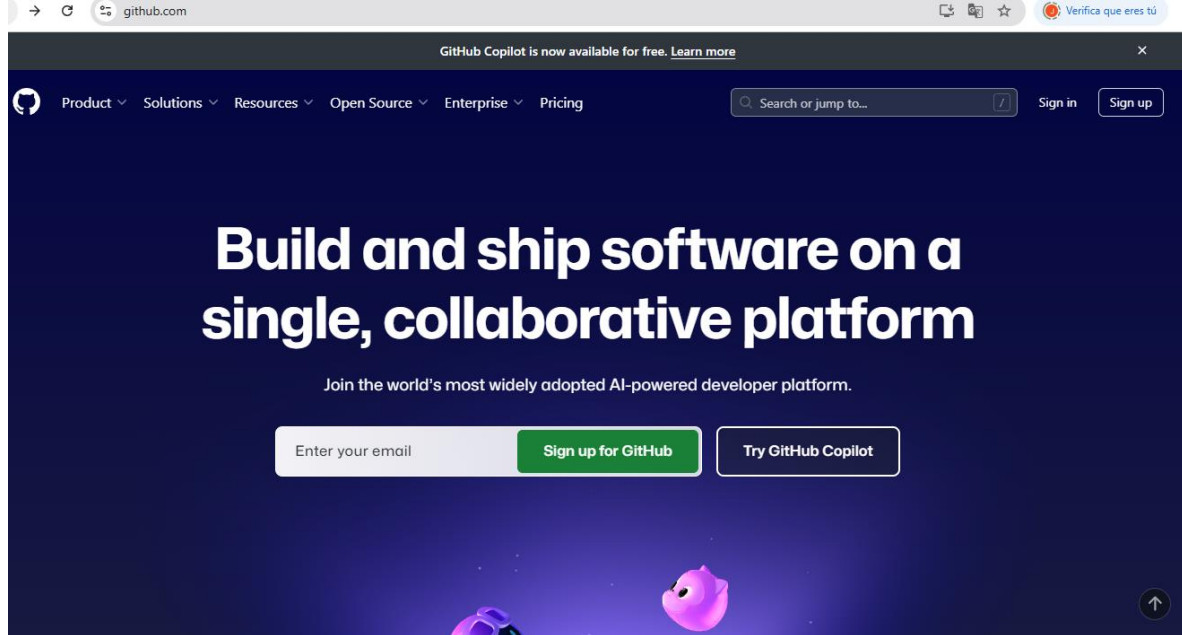 github.com
Verifica que eres tú
GitHub Copilot is now available for free. Learn more
Product Solutions Resources Open Source Enterprise Pricing
Search or jump to... /
Sign in
Sign up
Build and ship software on a
single, collaborative platform
Join the world's most widely adopted AI-powered developer platform.
Enter your email
Sign up for GitHub
Try GitHub Copilot